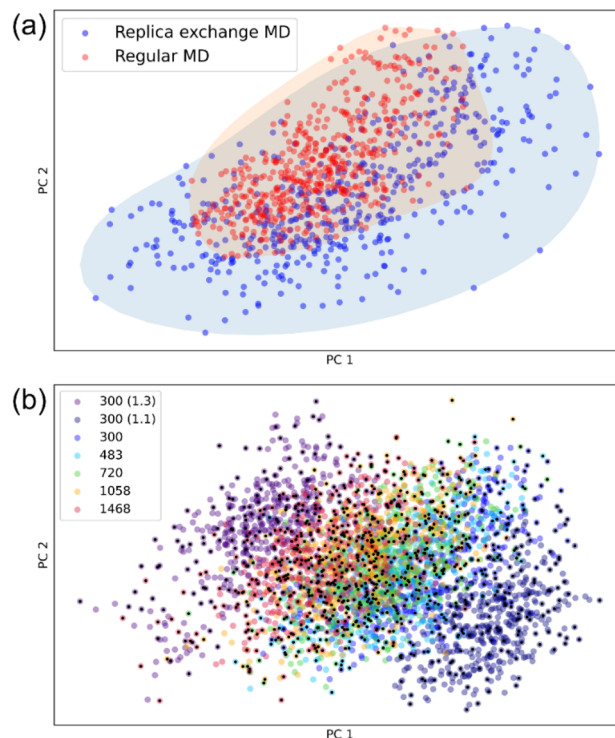 (a)
Replica exchange MD
Regular MD
PC 2
PC 1
(b)
300 (1.3)
300 (1.1)
300
483
720
1058
1468
PC 2
PC 1